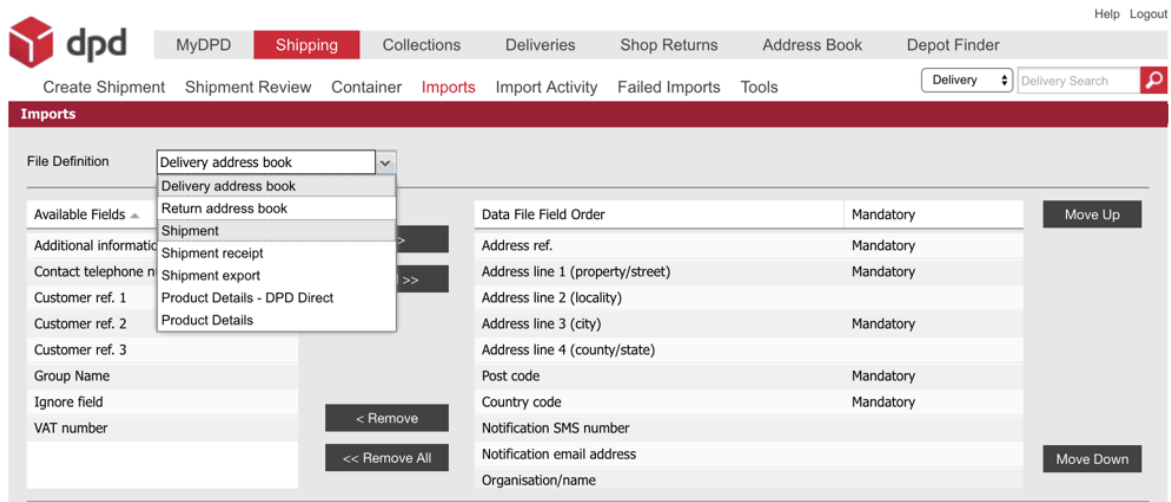 Help Logout
dpd MyDPD Shipping Collections Deliveries Shop Returns Address Book Depot Finder
Create Shipment Shipment Review Container Imports Import Activity Failed Imports Tools Delivery Delivery Search
Imports
File Definition Delivery address book
Delivery address book
Return address book
Shipment
Shipment receipt
Shipment export
Product Details - DPD Direct
Product Details
Available Fields
Additional informatio
Contact telephone n
Customer ref. 1
Customer ref. 2
Customer ref. 3
Group Name
Ignore field
VAT number
>
>>
< Remove
<< Remove All
Data File Field Order Mandatory
Address ref. Mandatory
Address line 1 (property/street) Mandatory
Address line 2 (locality)
Address line 3 (city) Mandatory
Address line 4 (county/state)
Post code Mandatory
Country code Mandatory
Notification SMS number
Notification email address
Organisation/name
Move Up
Move Down